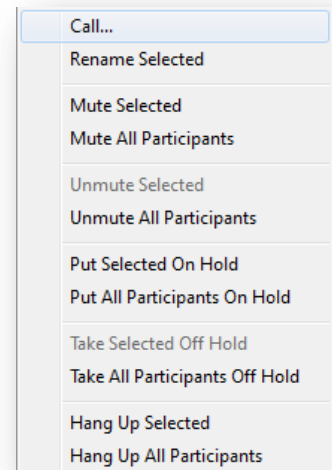 Call...
Rename Selected
Mute Selected
Mute All Participants
Unmute Selected
Unmute All Participants
Put Selected On Hold
Put All Participants On Hold
Take Selected Off Hold
Take All Participants Off Hold
Hang Up Selected
Hang Up All Participants